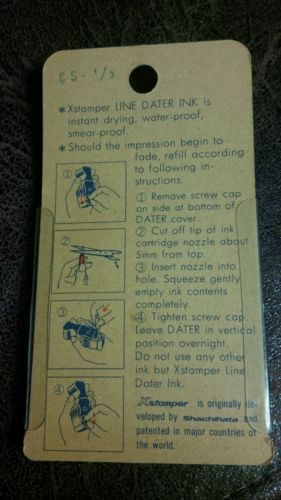 CS-1/2
* Xstamper LINE DATER INK is
instant drying, water-proof,
smear-proof.
* Should the impression begin to
fade, refill according
to following in-
structions.
① Remove screw cap
on side at bottom of
DATER cover.
② Cut off tip of ink
cartridge nozzle about
5mm from top.
③ Insert nozzle into
hole. Squeeze gently
empty ink contents
completely.
④ Tighten screw cap.
Leave DATER in vertical
position overnight.
Do not use any other
ink but Xstamper Line
Dater Ink.
Xstamper is originally de-
veloped by Shachihata and
patented in major countries of
the world.
①
②
③
④